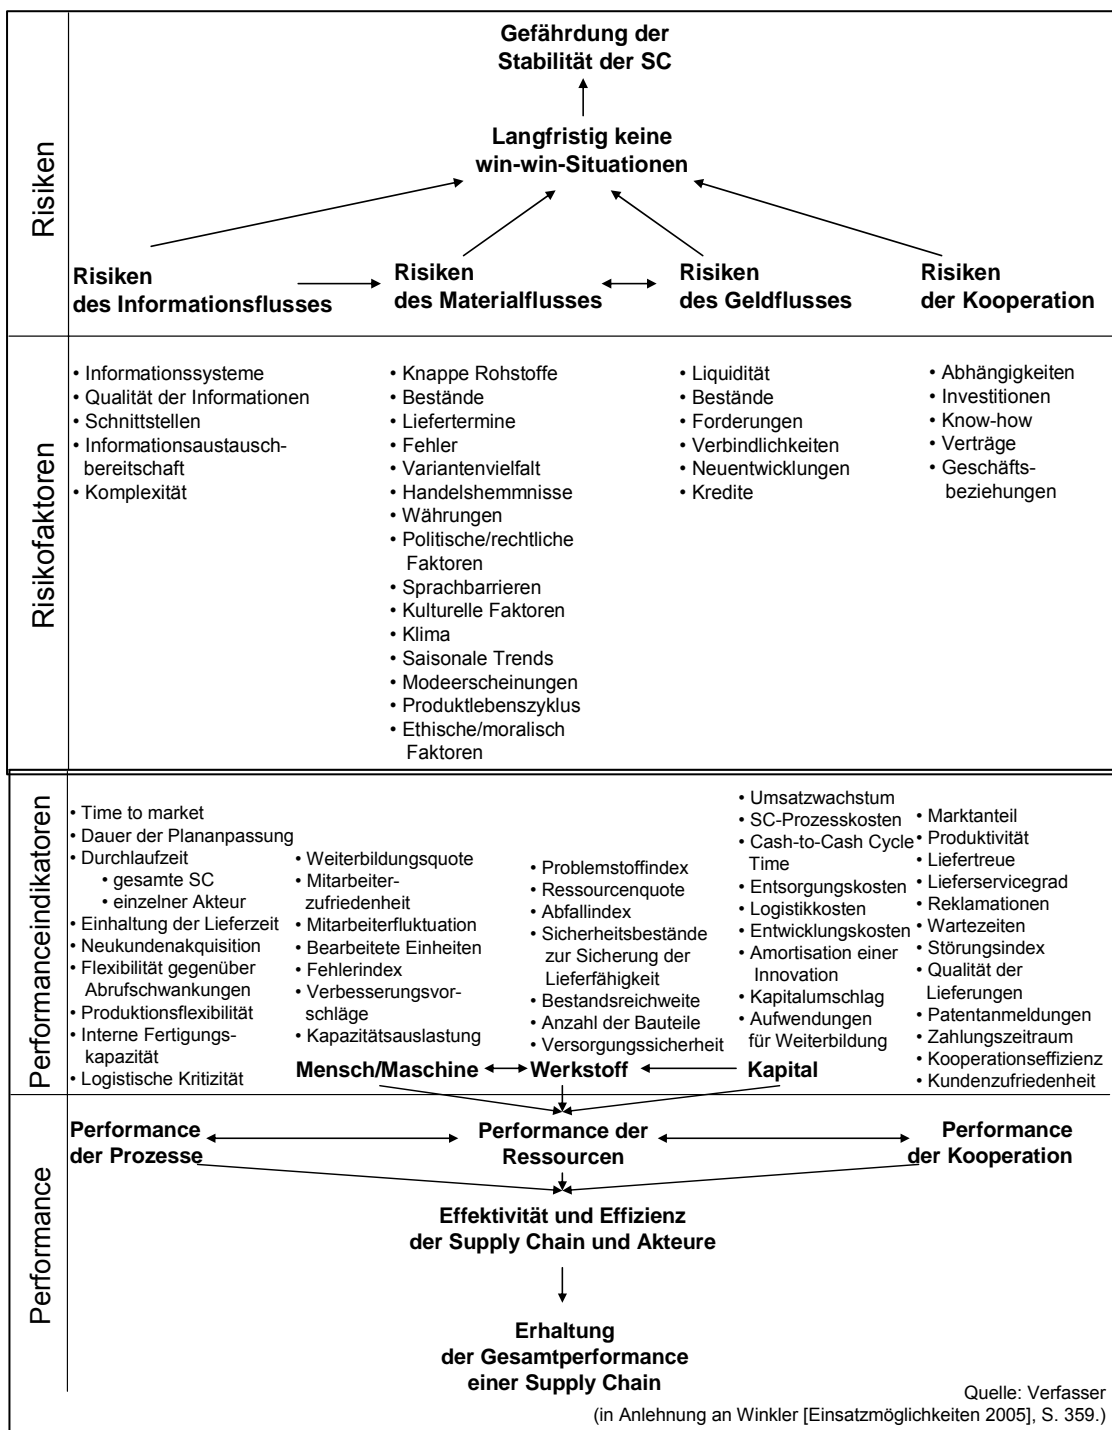 Risiken
Gefährdung der
Stabilität der SC
Langfristig keine
win-win-Situationen
Risiken
des Informationsflusses
Risiken
des Materialflusses
Risiken
des Geldflusses
Risiken
der Kooperation
Risikofaktoren
• Informationssysteme
• Qualität der Informationen
• Schnittstellen
• Informationsaustausch-
bereitschaft
• Komplexität
• Knappe Rohstoffe
• Bestände
• Liefertermine
• Fehler
• Variantenvielfalt
• Handelshemmnisse
• Währungen
• Politische/rechtliche
Faktoren
• Sprachbarrieren
• Kulturelle Faktoren
• Klima
• Saisonale Trends
• Modeerscheinungen
• Produktlebenszyklus
• Ethische/moralisch
Faktoren
• Liquidität
• Bestände
• Forderungen
• Verbindlichkeiten
• Neuentwicklungen
• Kredite
• Abhängigkeiten
• Investitionen
• Know-how
• Verträge
• Geschäfts-
beziehungen
Performanceindikatoren
• Time to market
• Dauer der Plananpassung
• Durchlaufzeit
• gesamte SC
• einzelner Akteur
• Einhaltung der Lieferzeit
• Neukundenakquisition
• Flexibilität gegenüber
Abrufschwankungen
• Produktionsflexibilität
• Interne Fertigungs-
kapazität
• Logistische Kritizität
• Weiterbildungsquote
• Mitarbeiter-
zufriedenheit
• Mitarbeiterfluktuation
• Bearbeitete Einheiten
• Fehlerindex
• Verbesserungsvor-
schläge
• Kapazitätsauslastung
Mensch/Maschine
• Problemstoffindex
• Ressourcenquote
• Abfallindex
• Sicherheitsbestände
zur Sicherung der
Lieferfähigkeit
• Bestandsreichweite
• Anzahl der Bauteile
• Versorgungssicherheit
Werkstoff
• Umsatzwachstum
• SC-Prozesskosten
• Cash-to-Cash Cycle
Time
• Entsorgungskosten
• Logistikkosten
• Entwicklungskosten
• Amortisation einer
Innovation
• Kapitalumschlag
• Aufwendungen
für Weiterbildung
Kapital
• Marktanteil
• Produktivität
• Liefertreue
• Lieferservicegrad
• Reklamationen
• Wartezeiten
• Störungsindex
• Qualität der
Lieferungen
• Patentanmeldungen
• Zahlungszeitraum
• Kooperationseffizienz
• Kundenzufriedenheit
Performance
Performance
der Prozesse
Performance der
Ressourcen
Performance
der Kooperation
Effektivität und Effizienz
der Supply Chain und Akteure
Erhaltung
der Gesamtperformance
einer Supply Chain
Quelle: Verfasser
(in Anlehnung an Winkler [Einsatzmöglichkeiten 2005], S. 359.)